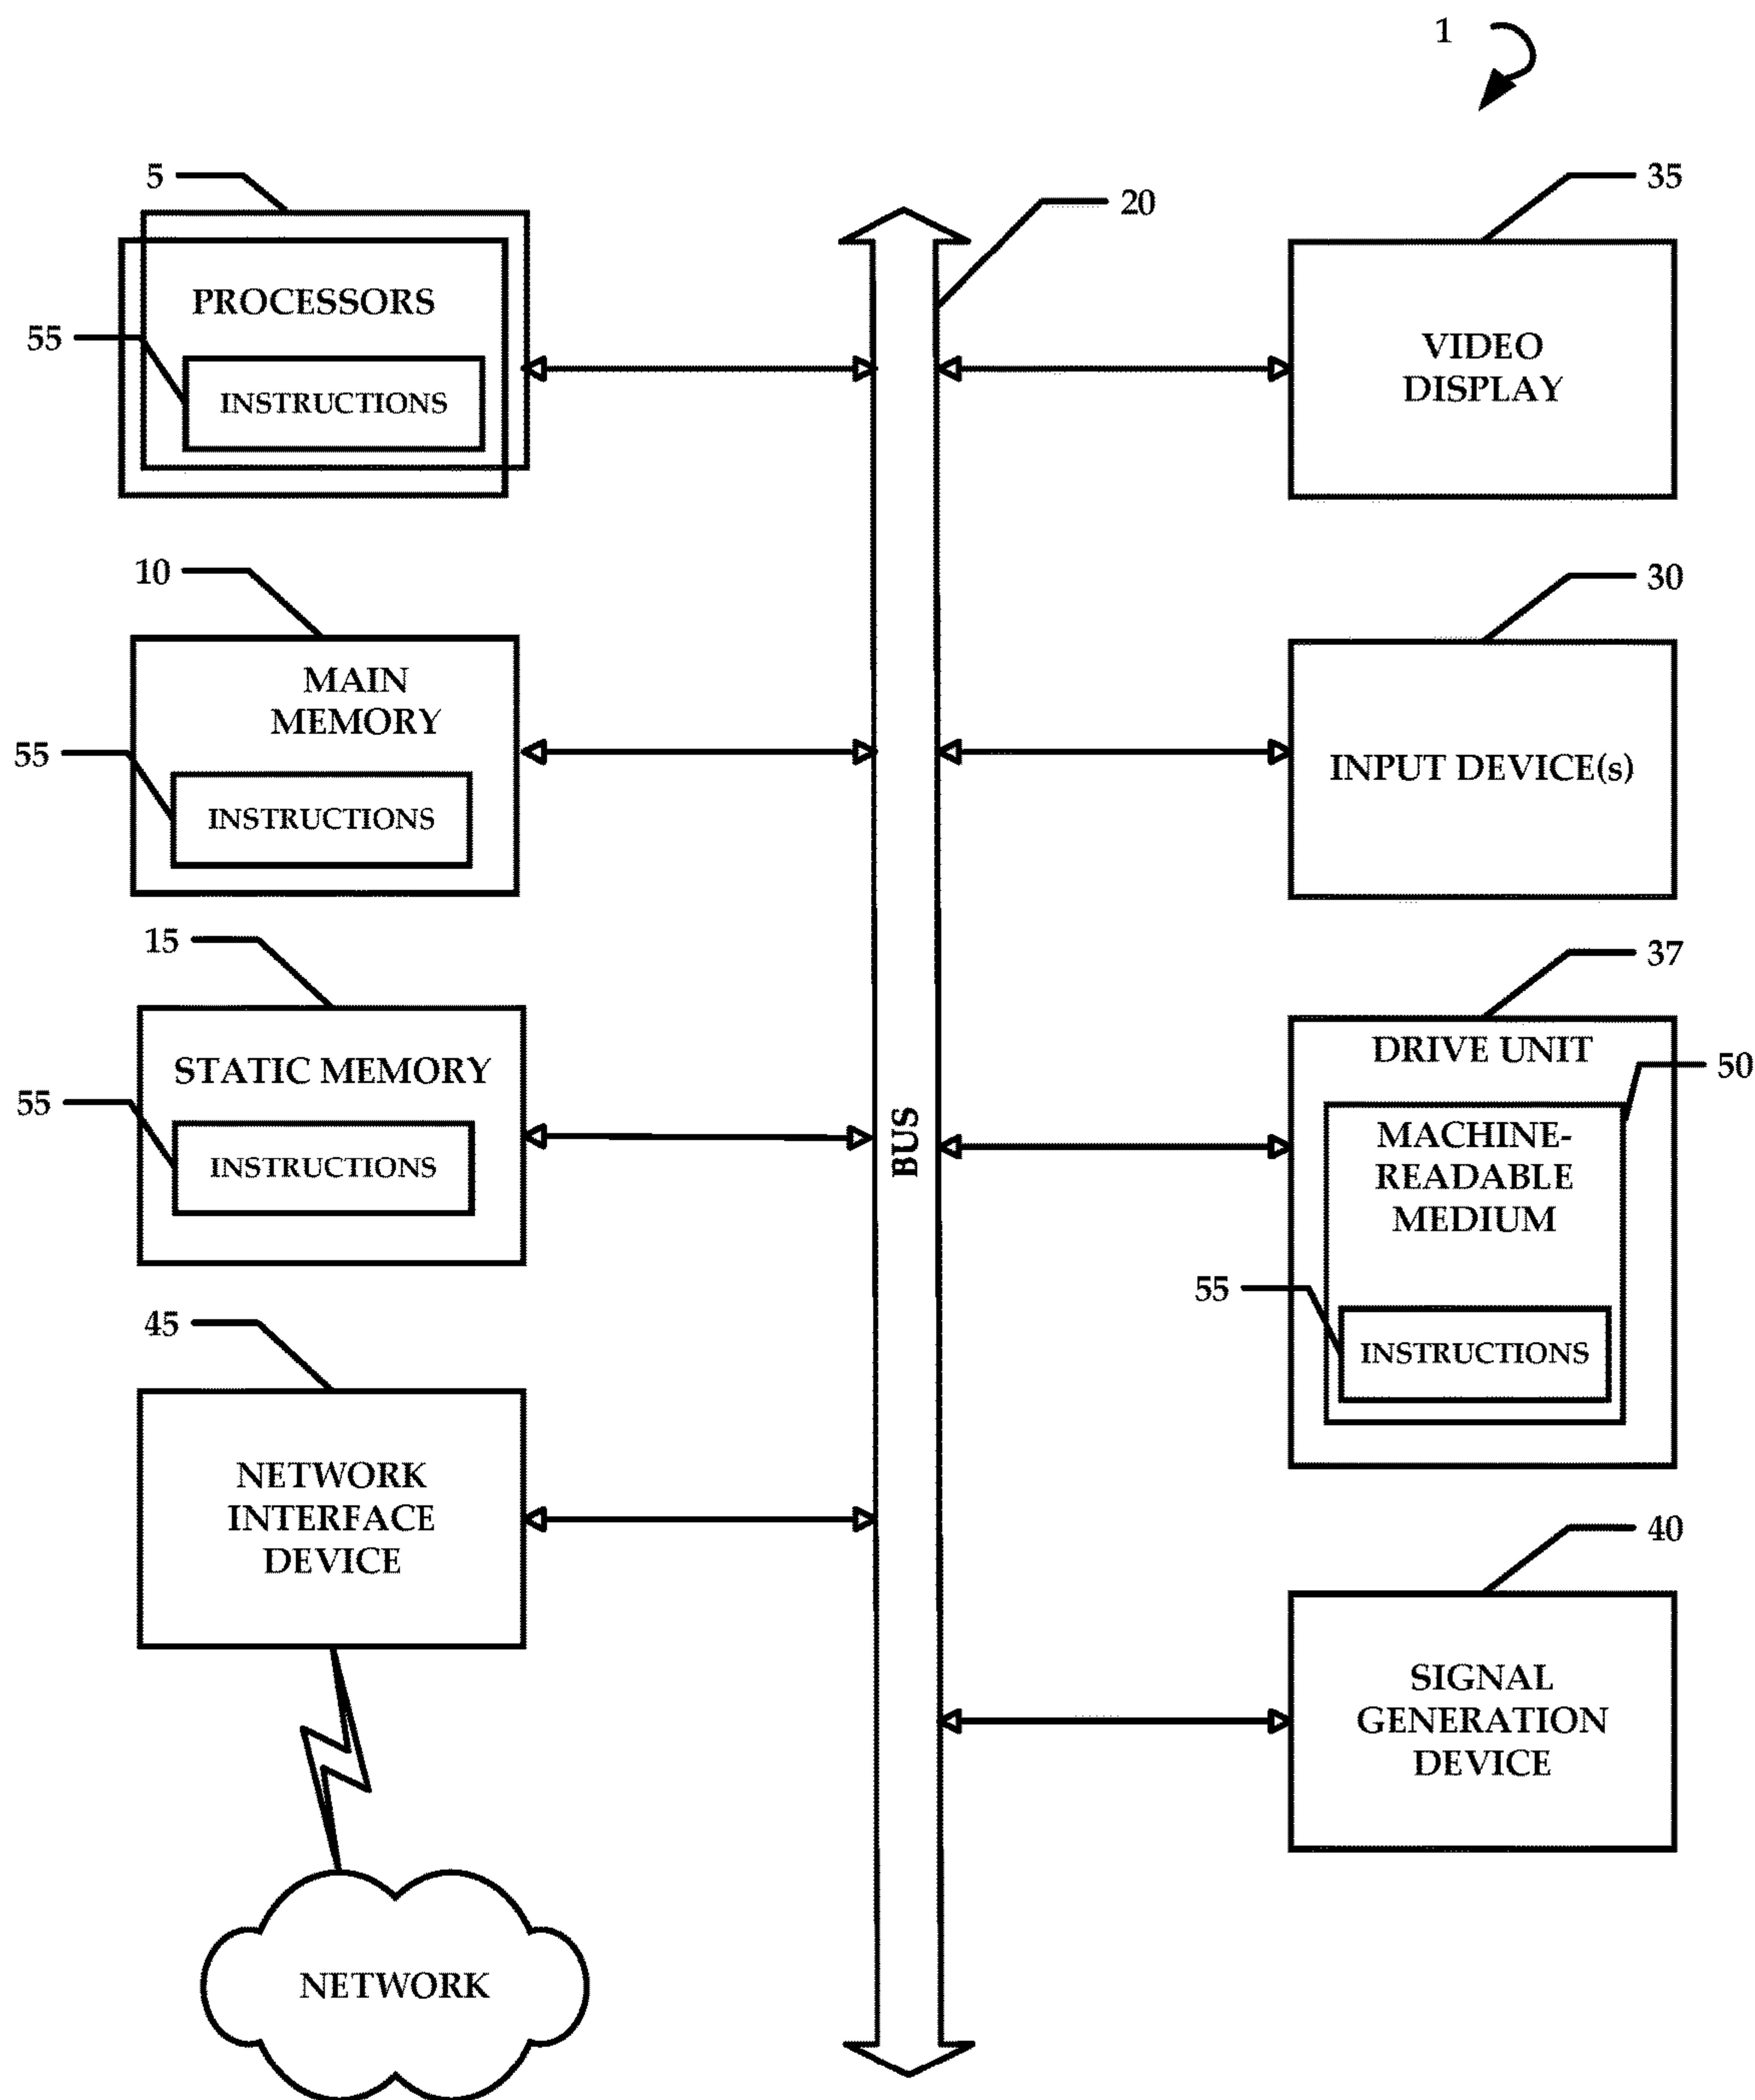 1
5
20
35
PROCESSORS
55
INSTRUCTIONS
VIDEO
DISPLAY
10
30
MAIN
MEMORY
55
INSTRUCTIONS
INPUT DEVICE(s)
15
37
STATIC MEMORY
55
INSTRUCTIONS
BUS
DRIVE UNIT
50
MACHINE-
READABLE
MEDIUM
55
INSTRUCTIONS
45
NETWORK
INTERFACE
DEVICE
40
SIGNAL
GENERATION
DEVICE
NETWORK